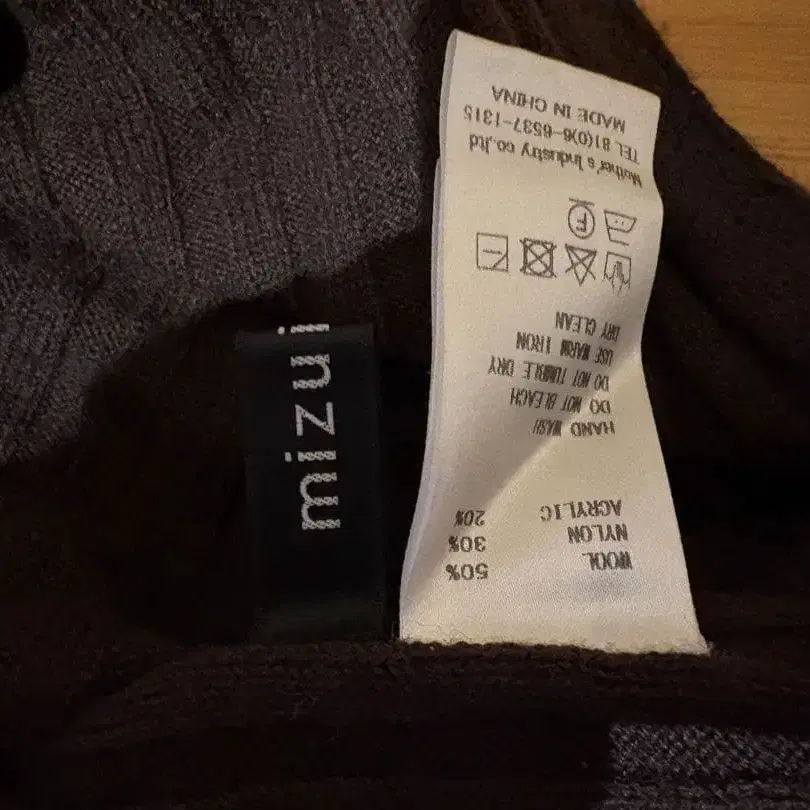 mizui
WOOL 50%
NYLON 30%
ACRYLIC 20%
HAND WASH
DO NOT BLEACH
DO NOT TUMBLE DRY
USE WARM IRON
DRY CLEAN
F
Mother's Industry co.,ltd
TEL 81(0)6-6537-1315
MADE IN CHINA